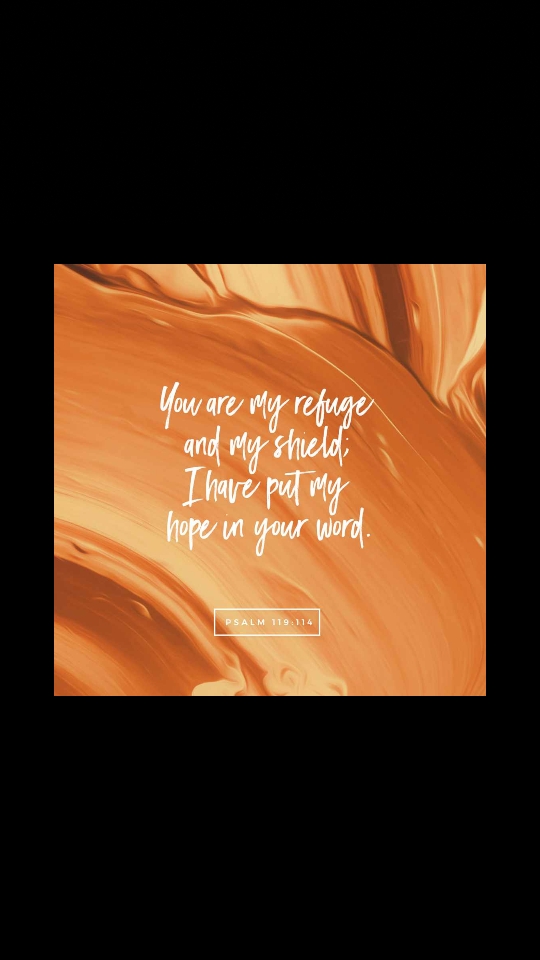 You are my refuge
and my shield;
I have put my
hope in your word.
PSALM 119:114